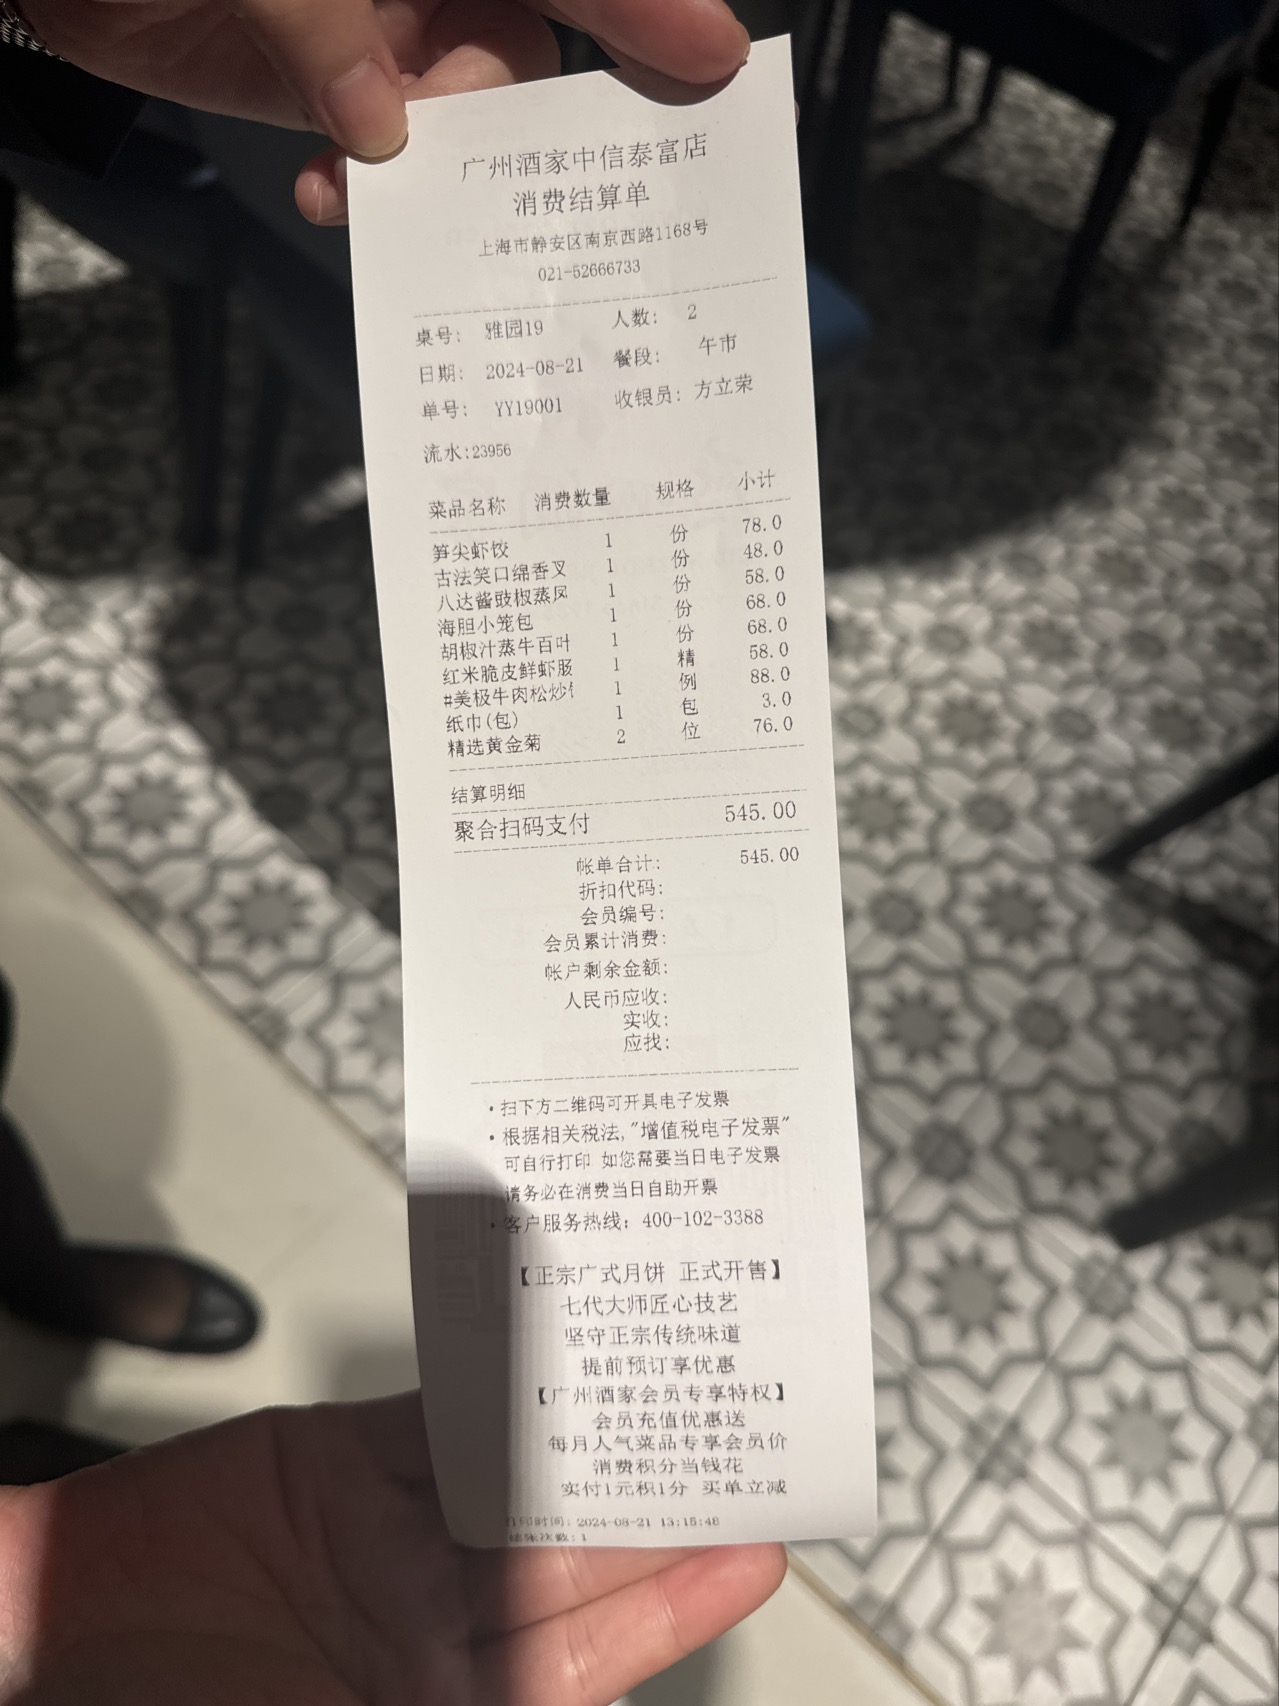 广州酒家中信泰富店
消费结算单
上海市静安区南京西路1168号
021-52666733
桌号: 雅园19 人数: 2
日期: 2024-08-21 餐段: 午市
单号: YY19001 收银员: 方立荣
流水:23956
菜品名称 消费数量 规格 小计
笋尖虾饺 1 份 78.0
古法笑口绵香叉 1 份 48.0
八达酱豉椒蒸凤 1 份 58.0
海胆小笼包 1 份 68.0
胡椒汁蒸牛百叶 1 份 68.0
红米脆皮鲜虾肠 1 精 58.0
#美极牛肉松炒 1 例 88.0
纸巾(包) 1 包 3.0
精选黄金菊 2 位 76.0
结算明细
聚合扫码支付 545.00
帐单合计: 545.00
折扣代码:
会员编号:
会员累计消费:
帐户剩余金额:
人民币应收:
实收:
应找:
·扫下方二维码可开具电子发票
·根据相关税法,"增值税电子发票"
可自行打印 如您需要当日电子发票
请务必在消费当日自助开票
·客户服务热线: 400-102-3388
【正宗广式月饼 正式开售】
七代大师匠心技艺
坚守正宗传统味道
提前预订享优惠
【广州酒家会员专享特权】
会员充值优惠送
每月人气菜品专享会员价
消费积分当钱花
实付1元积1分 买单立减
打印时间: 2024-08-21 13:15:48
结账次数: 1